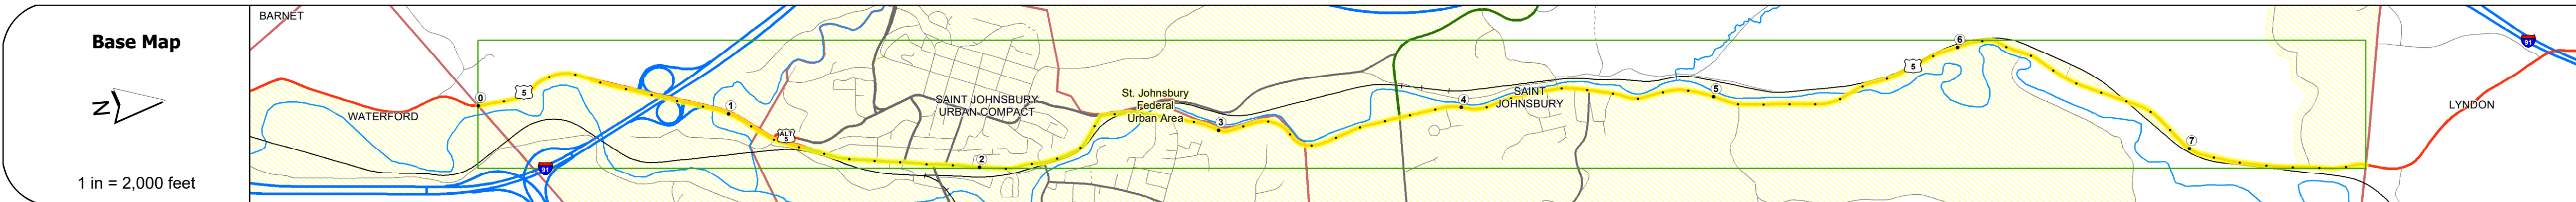 Base Map
N
1 in = 2,000 feet
BARNET
WATERFORD
0
5
91
1
ALT
5
SAINT JOHNSBURY
URBAN COMPACT
2
St. Johnsbury
Federal
Urban Area
3
4
SAINT
JOHNSBURY
5
5
6
7
91
LYNDON